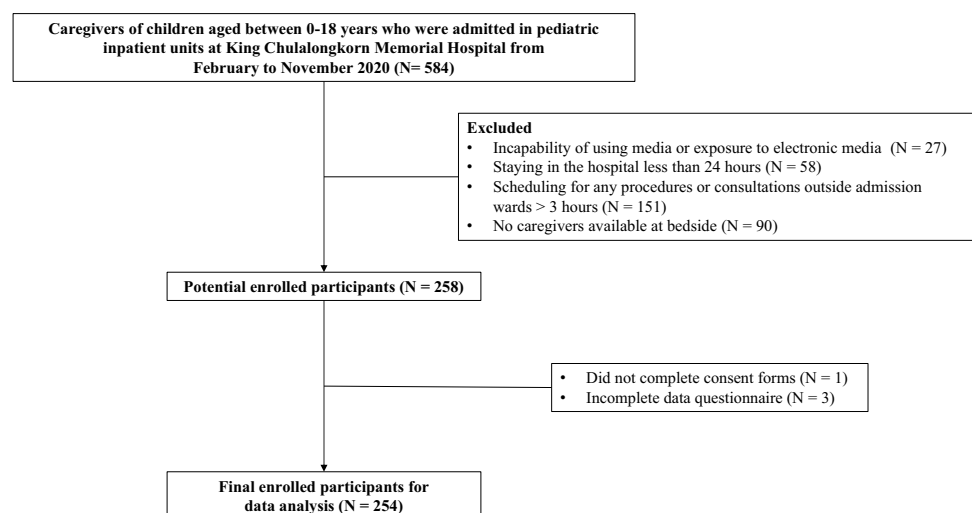 Caregivers of children aged between 0-18 years who were admitted in pediatric
inpatient units at King Chulalongkorn Memorial Hospital from
February to November 2020 (N= 584)
Excluded
• Incapability of using media or exposure to electronic media (N = 27)
• Staying in the hospital less than 24 hours (N = 58)
• Scheduling for any procedures or consultations outside admission
wards > 3 hours (N = 151)
• No caregivers available at bedside (N = 90)
Potential enrolled participants (N = 258)
• Did not complete consent forms (N = 1)
• Incomplete data questionnaire (N = 3)
Final enrolled participants for
data analysis (N = 254)